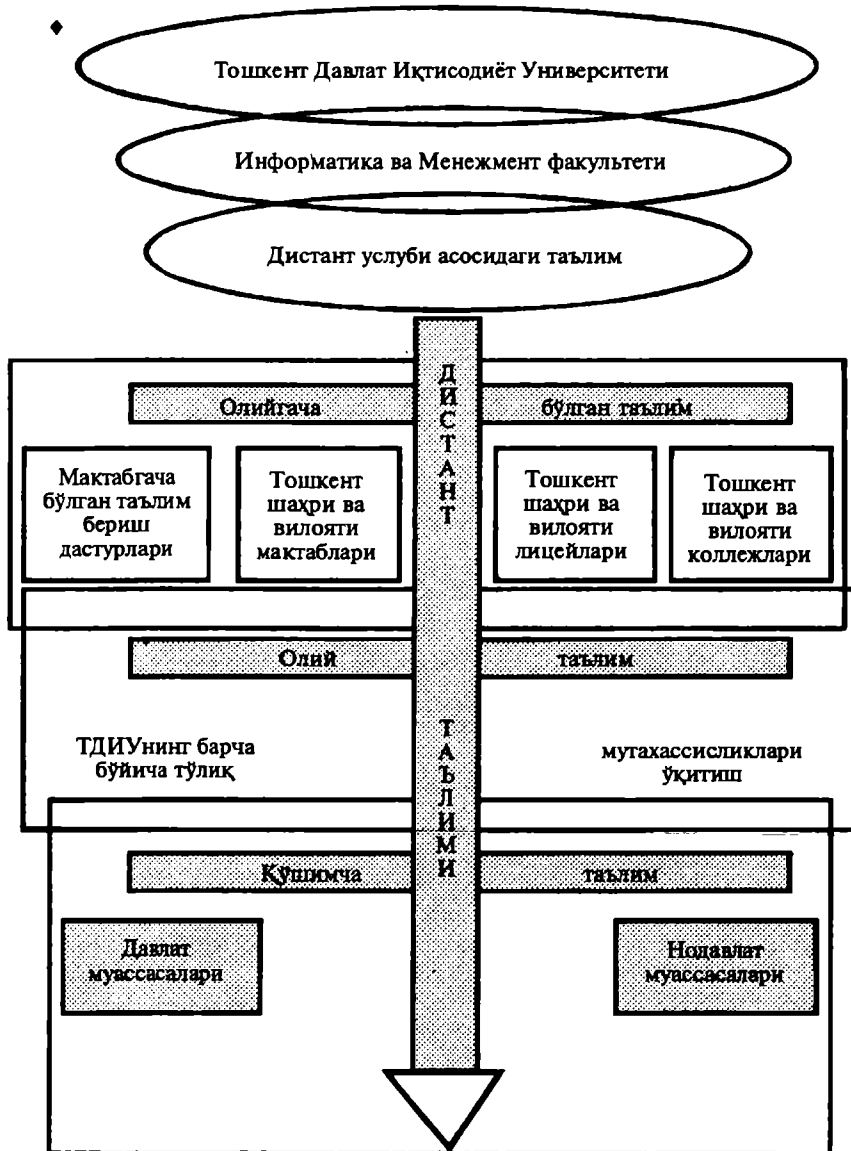 Тошкент Давлат Иқтисодиёт Университети
Информатика ва Менежмент факультети
Дистант услуби асосидаги таълим
ДИСТАНТ
Олийгача бўлган таълим
Мактабгача
бўлган таълим
бериш
дастурлари
Тошкент
шаҳри ва
вилояти
мактаблари
Тошкент
шаҳри ва
вилояти
лицейлари
Тошкент
шаҳри ва
вилояти
коллежлари
Олий таълим
ТАЪЛИМИ
ТДИУнинг барча
бўйича тўлиқ
мутахассисликлари
ўқитиш
Қўшимча таълим
Давлат
муассасалари
Нодавлат
муассасалари